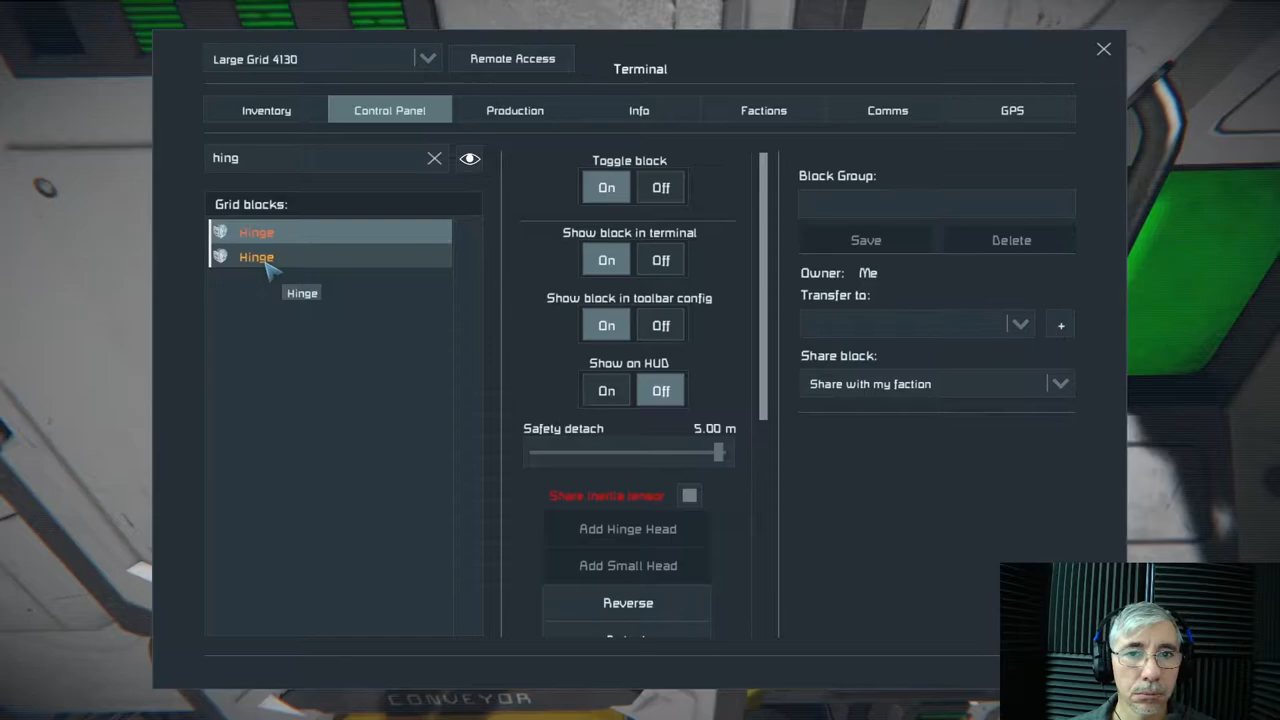 Large Grid 4130
Remote Access
Terminal
Inventory
Control Panel
Production
Info
Factions
Comms
GPS
hing
Grid blocks:
Hinge
Hinge
Hinge
Toggle block
On
Off
Show block in terminal
On
Off
Show block in toolbar config
On
Off
Show on HUD
On
Off
Safety detach
5.00 m
Share inertia tensor
Add Hinge Head
Add Small Head
Reverse
Block Group:
Save
Delete
Owner: Me
Transfer to:
+
Share block:
Share with my faction
CONVEYOR